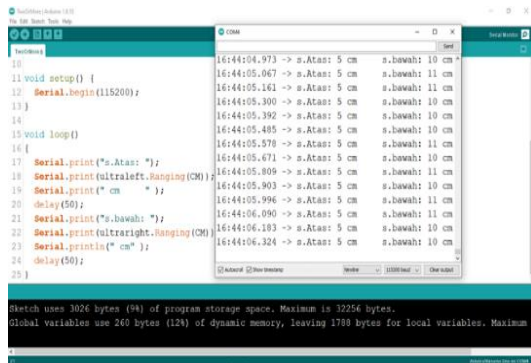 TwoOnNew | Arduino 1.8.10
File Edit Sketch Tools Help
Serial Monitor
10
11 void setup() {
12 Serial.begin(115200);
13 }
14
15 void loop()
16 {
17 Serial.print("s.Atas: ");
18 Serial.print(ultraleft.Ranging(CM));
19 Serial.print(" cm " );
20 delay(50);
21 Serial.print("s.bawah: ");
22 Serial.print(ultraright.Ranging(CM))
23 Serial.println(" cm" );
24 delay(50);
25 }
COM4
Send
16:44:04.973 -> s.Atas: 5 cm s.bawah: 10 cm
16:44:05.067 -> s.Atas: 5 cm s.bawah: 11 cm
16:44:05.161 -> s.Atas: 5 cm s.bawah: 11 cm
16:44:05.300 -> s.Atas: 5 cm s.bawah: 10 cm
16:44:05.392 -> s.Atas: 5 cm s.bawah: 10 cm
16:44:05.485 -> s.Atas: 5 cm s.bawah: 10 cm
16:44:05.578 -> s.Atas: 5 cm s.bawah: 11 cm
16:44:05.671 -> s.Atas: 5 cm s.bawah: 10 cm
16:44:05.809 -> s.Atas: 5 cm s.bawah: 11 cm
16:44:05.903 -> s.Atas: 5 cm s.bawah: 10 cm
16:44:05.996 -> s.Atas: 5 cm s.bawah: 11 cm
16:44:06.090 -> s.Atas: 5 cm s.bawah: 11 cm
16:44:06.183 -> s.Atas: 5 cm s.bawah: 10 cm
16:44:06.324 -> s.Atas: 5 cm s.bawah: 10 cm
Autoscroll Show timestamp Newline 115200 baud Clear output
Sketch uses 3026 bytes (9%) of program storage space. Maximum is 32256 bytes.
Global variables use 260 bytes (12%) of dynamic memory, leaving 1788 bytes for local variables. Maximum